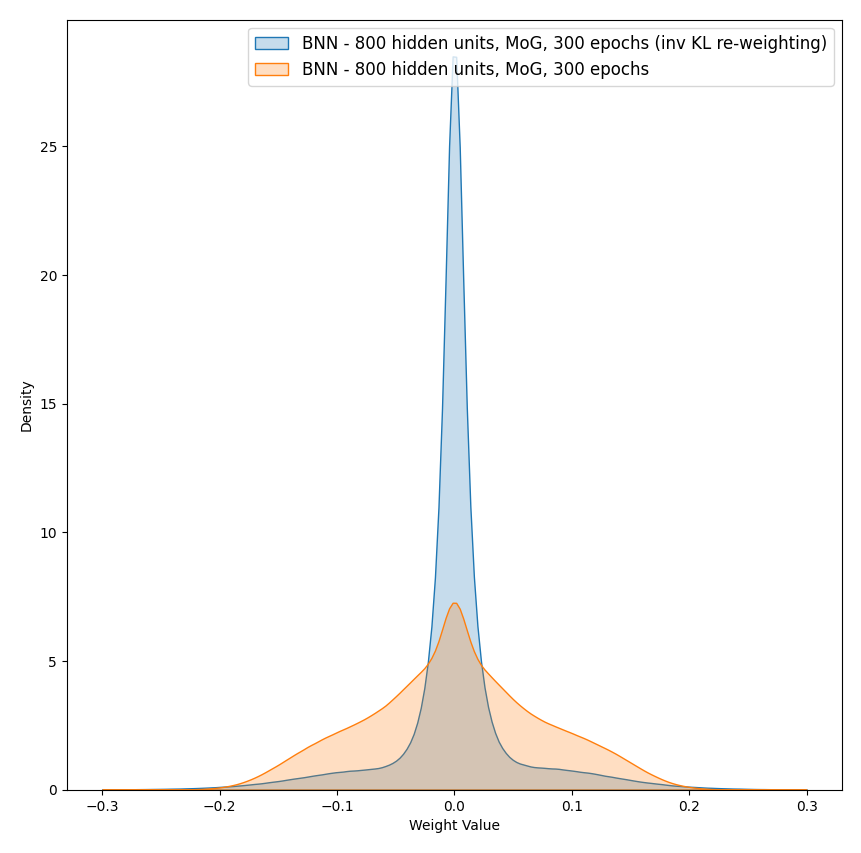 BNN - 800 hidden units, MoG, 300 epochs (inv KL re-weighting)
BNN - 800 hidden units, MoG, 300 epochs
25
20
15
10
5
0
Density
−0.3 −0.2 −0.1 0.0 0.1 0.2 0.3
Weight Value